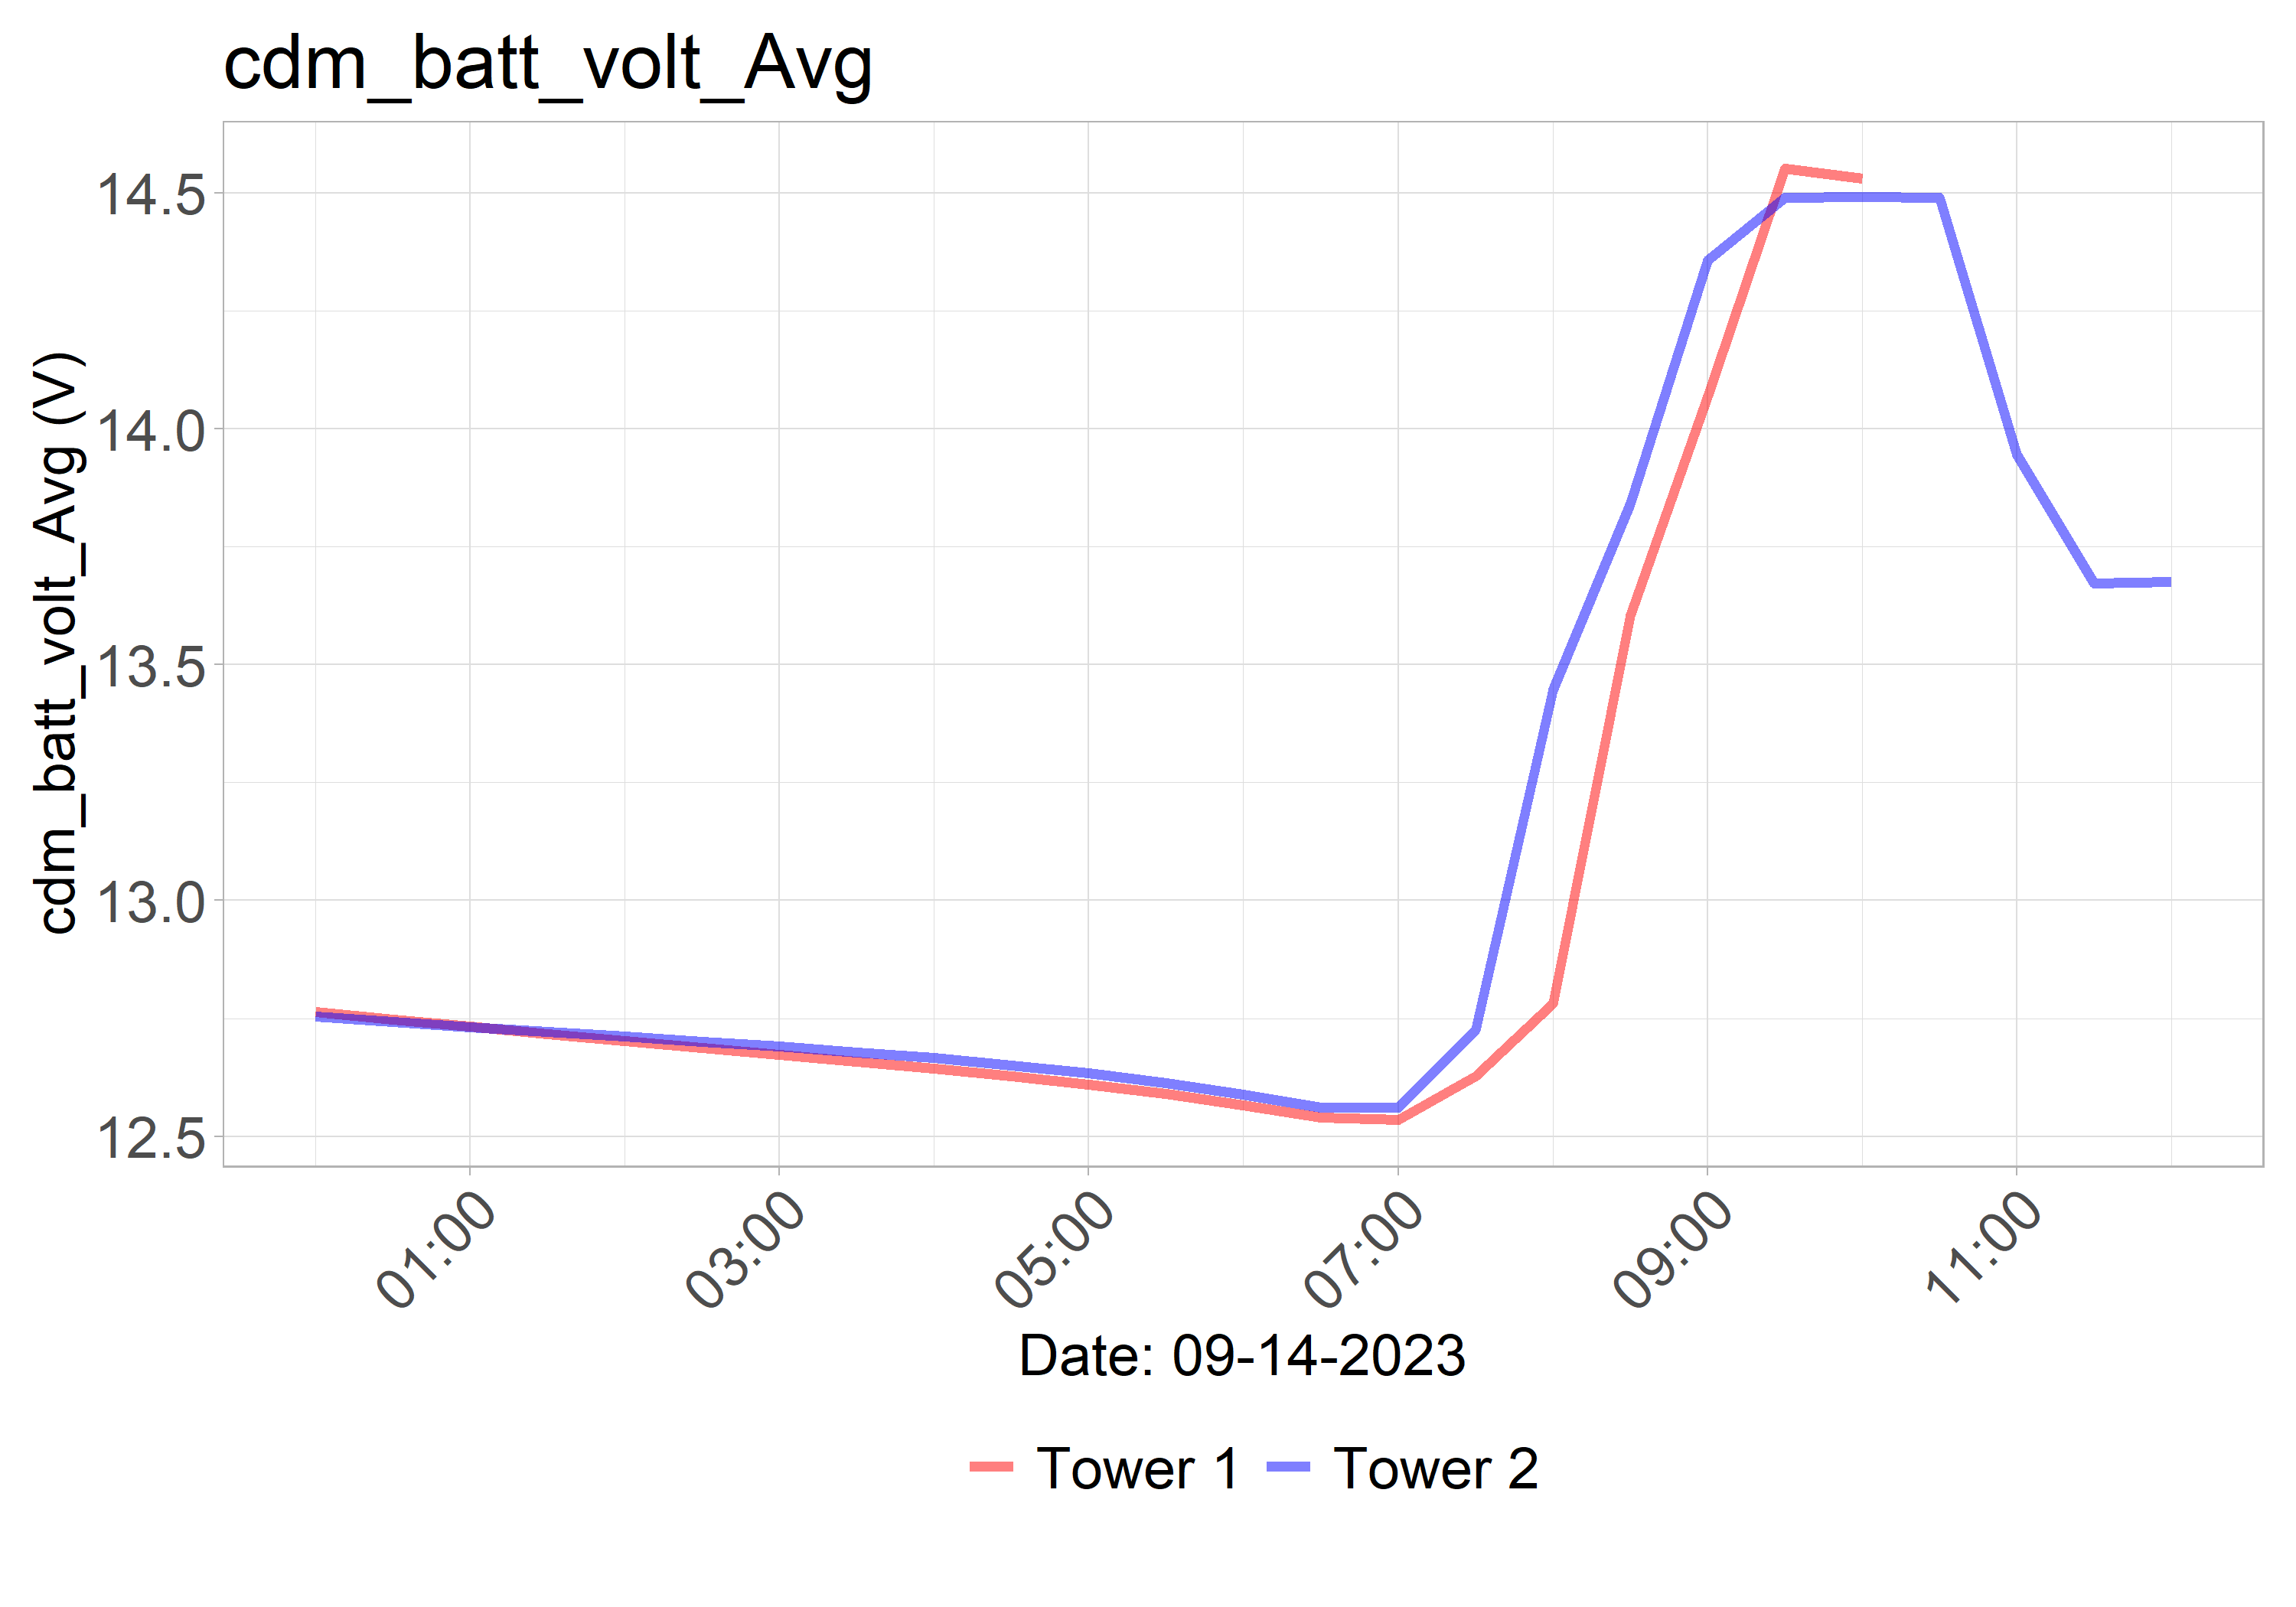 cdm_batt_volt_Avg
cdm_batt_volt_Avg (V)
14.5
14.0
13.5
13.0
12.5
01:00
03:00
05:00
07:00
09:00
11:00
Date: 09-14-2023
Tower 1
Tower 2